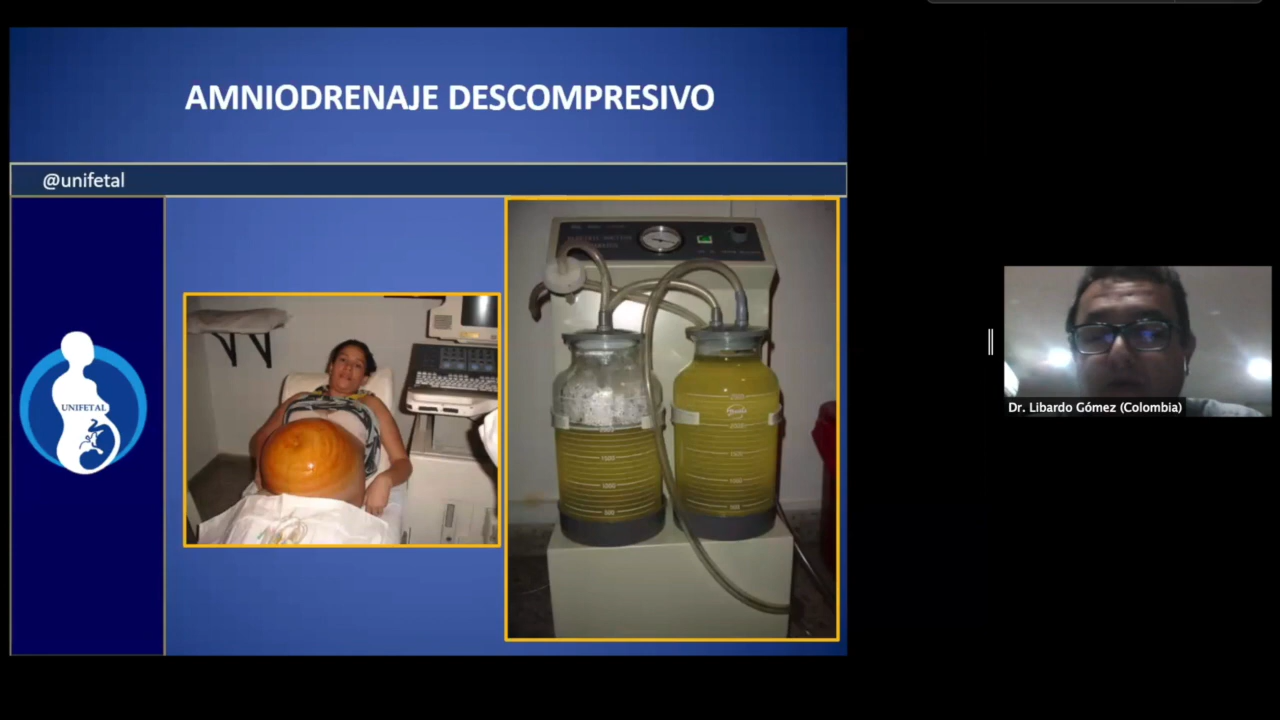 AMNIODRENAJE DESCOMPRESIVO
@unifetal
UNIFETAL
Dr. Libardo Gómez (Colombia)